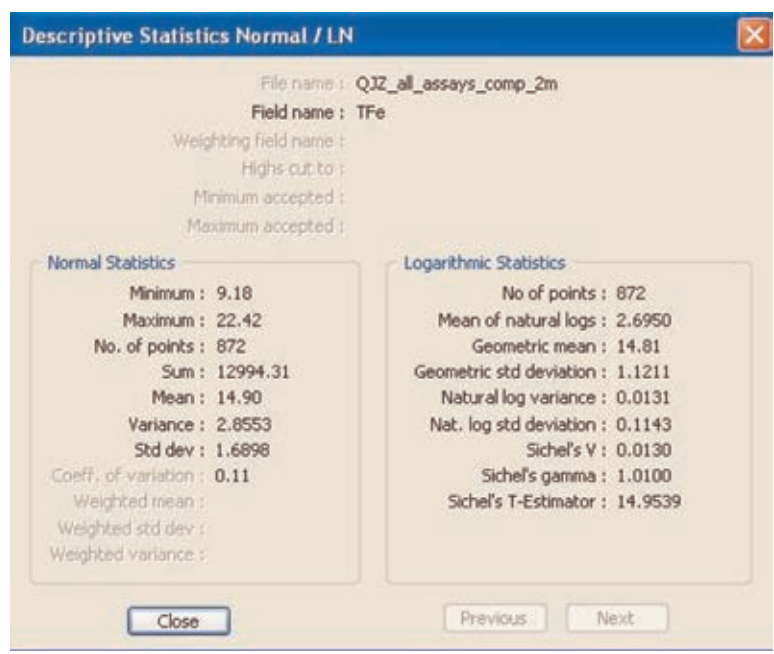 Descriptive Statistics Normal / LN
File name : QJZ_all_assays_comp_2m
Field name : TFe
Weighting field name :
Highs cut to :
Minimum accepted :
Maximum accepted :
Normal Statistics
Minimum : 9.18
Maximum : 22.42
No. of points : 872
Sum : 12994.31
Mean : 14.90
Variance : 2.8553
Std dev : 1.6898
Coeff. of variation : 0.11
Weighted mean :
Weighted std dev :
Weighted variance :
Logarithmic Statistics
No of points : 872
Mean of natural logs : 2.6950
Geometric mean : 14.81
Geometric std deviation : 1.1211
Natural log variance : 0.0131
Nat. log std deviation : 0.1143
Sichel's V : 0.0130
Sichel's gamma : 1.0100
Sichel's T-Estimator : 14.9539
Close
Previous
Next